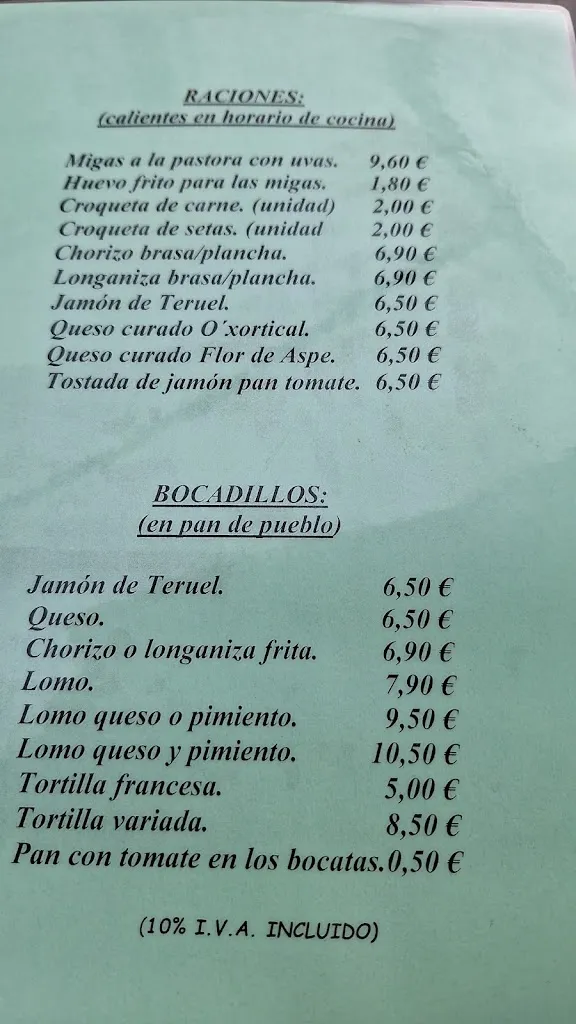 RACIONES:
(calientes en horario de cocina)
Migas a la pastora con uvas. 9,60 €
Huevo frito para las migas. 1,80 €
Croqueta de carne. (unidad) 2,00 €
Croqueta de setas. (unidad 2,00 €
Chorizo brasa/plancha. 6,90 €
Longaniza brasa/plancha. 6,90 €
Jamón de Teruel. 6,50 €
Queso curado O´xortical. 6,50 €
Queso curado Flor de Aspe. 6,50 €
Tostada de jamón pan tomate. 6,50 €
BOCADILLOS:
(en pan de pueblo)
Jamón de Teruel. 6,50 €
Queso. 6,50 €
Chorizo o longaniza frita. 6,90 €
Lomo. 7,90 €
Lomo queso o pimiento. 9,50 €
Lomo queso y pimiento. 10,50 €
Tortilla francesa. 5,00 €
Tortilla variada. 8,50 €
Pan con tomate en los bocatas.0,50 €
(10% I.V.A. INCLUIDO)